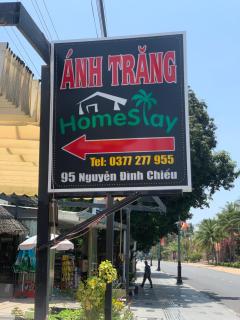 ÁNH TRĂNG
HomeStay
Tel: 0377 277 955
95 Nguyễn Đình Chiểu